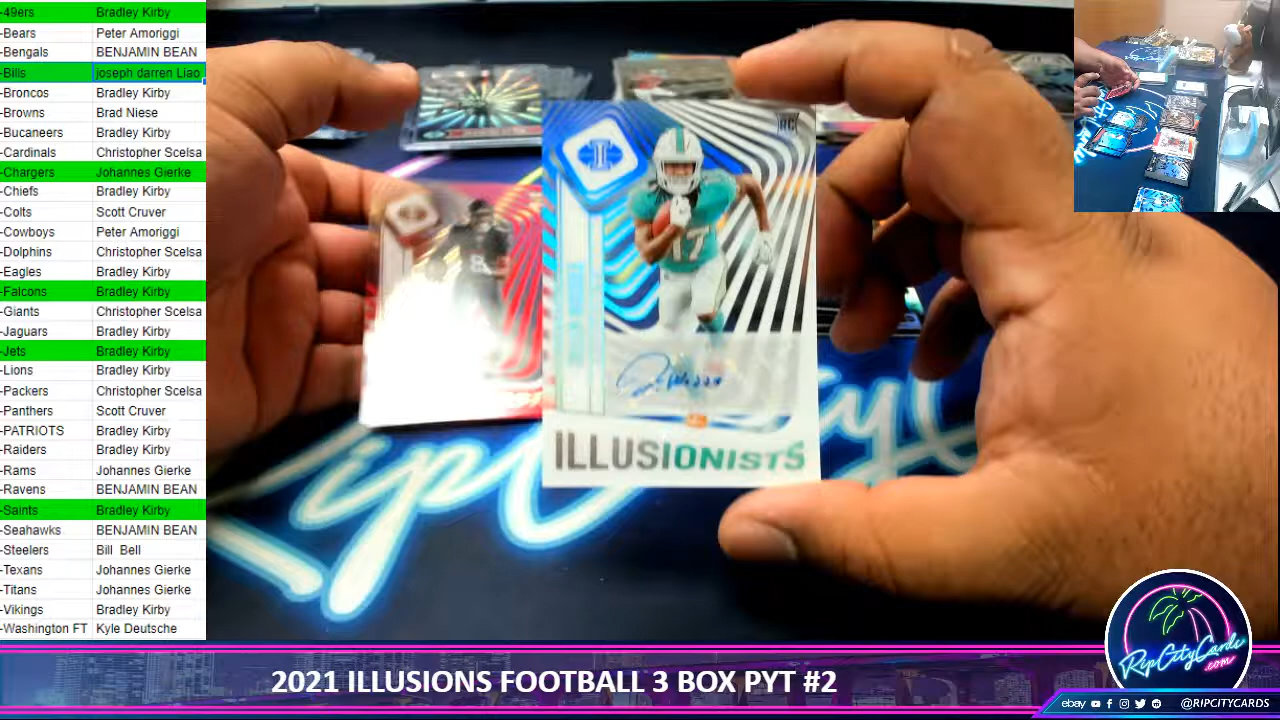 -49ers Bradley Kirby
-Bears Peter Amoriggi
-Bengals BENJAMIN BEAN
-Bills joseph darren Liao
-Broncos Bradley Kirby
-Browns Brad Niese
-Bucaneers Bradley Kirby
-Cardinals Christopher Scelsa
-Chargers Johannes Gierke
-Chiefs Bradley Kirby
-Colts Scott Cruver
-Cowboys Peter Amoriggi
-Dolphins Christopher Scelsa
-Eagles Bradley Kirby
-Falcons Bradley Kirby
-Giants Christopher Scelsa
-Jaguars Bradley Kirby
-Jets Bradley Kirby
-Lions Bradley Kirby
-Packers Christopher Scelsa
-Panthers Scott Cruver
-PATRIOTS Bradley Kirby
-Raiders Bradley Kirby
-Rams Johannes Gierke
-Ravens BENJAMIN BEAN
-Saints Bradley Kirby
-Seahawks BENJAMIN BEAN
-Steelers Bill Bell
-Texans Johannes Gierke
-Titans Johannes Gierke
-Vikings Bradley Kirby
-Washington FT Kyle Deutsche
RC
I
17
ILLUSIONISTS
RipCityCards
.com
2021 ILLUSIONS FOOTBALL 3 BOX PYT #2
ebay @RIPCITYCARDS